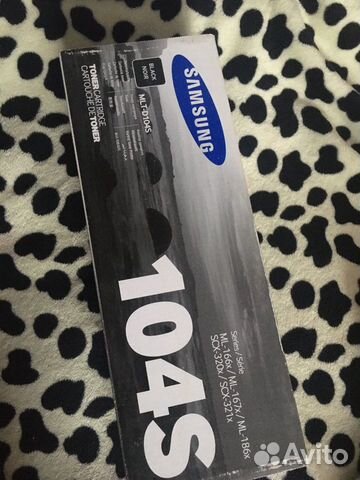 SAMSUNG
BLACK
NOIR
MLT-D104S
TONER CARTRIDGE
CARTOUCHE DE TONER
104S
Series / Série
ML-166x / ML-167x / ML-186x
SCX-320x / SCX-321x
Avito